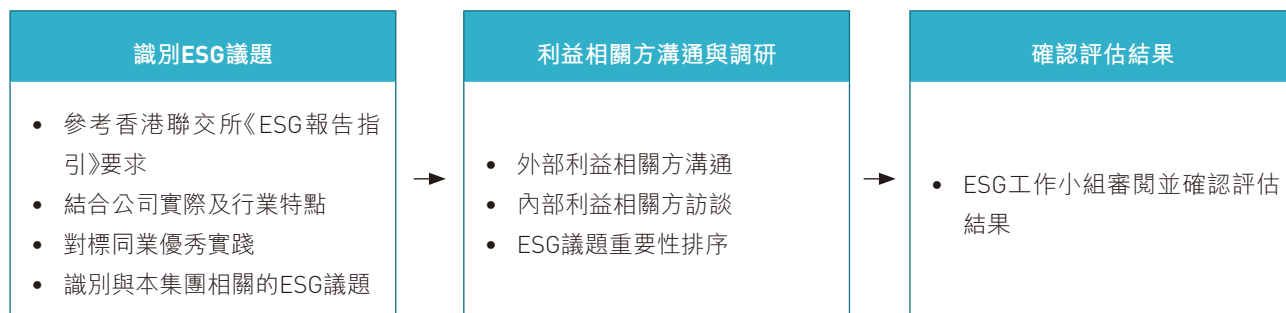 識別ESG議題
• 參考香港聯交所《ESG報告指
引》要求
• 結合公司實際及行業特點
• 對標同業優秀實踐
• 識別與本集團相關的ESG議題
利益相關方溝通與調研
• 外部利益相關方溝通
• 內部利益相關方訪談
• ESG議題重要性排序
確認評估結果
• ESG工作小組審閱並確認評估
結果